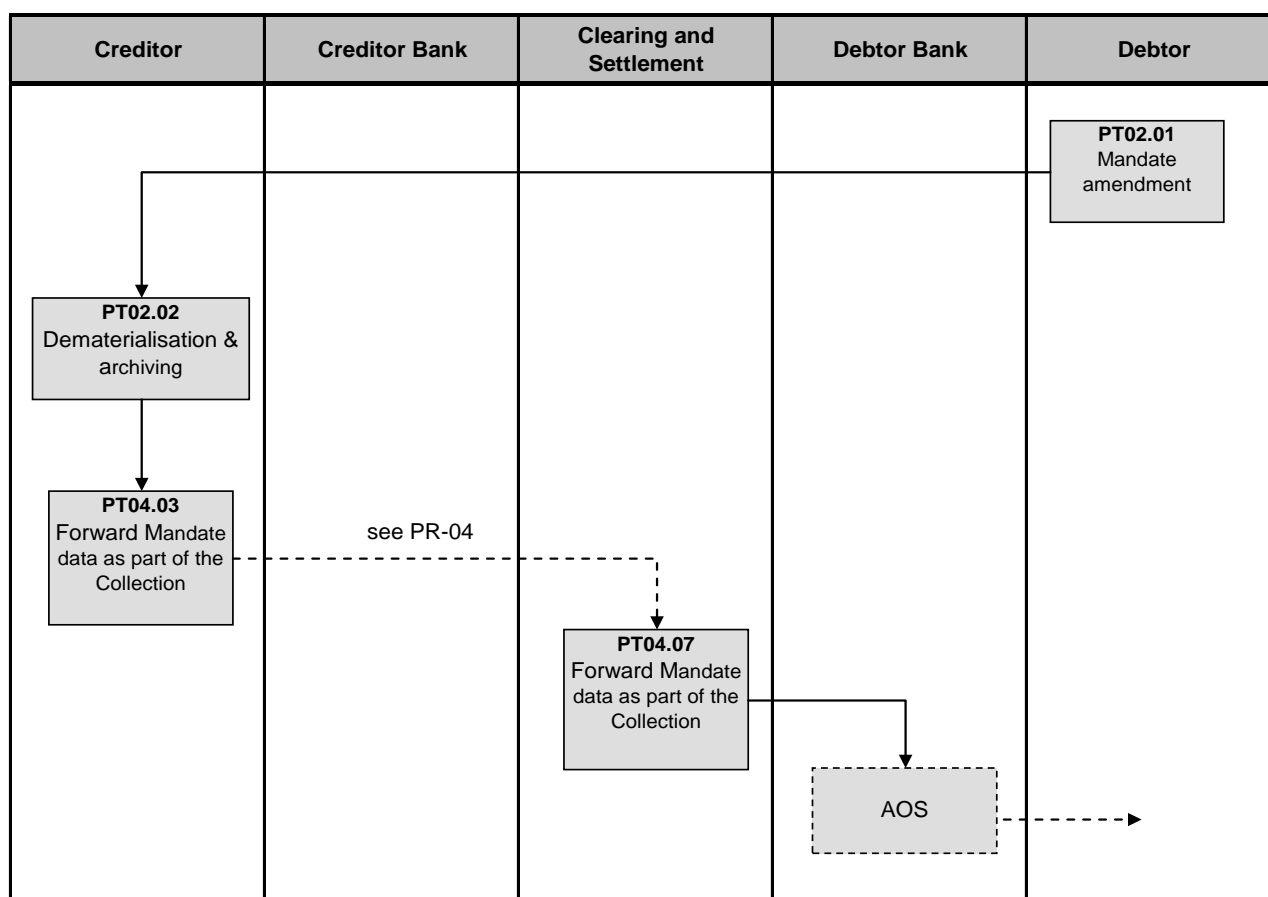 Creditor
Creditor Bank
Clearing and
Settlement
Debtor Bank
Debtor
PT02.01
Mandate
amendment
PT02.02
Dematerialisation &
archiving
PT04.03
Forward Mandate
data as part of the
Collection
see PR-04
PT04.07
Forward Mandate
data as part of the
Collection
AOS